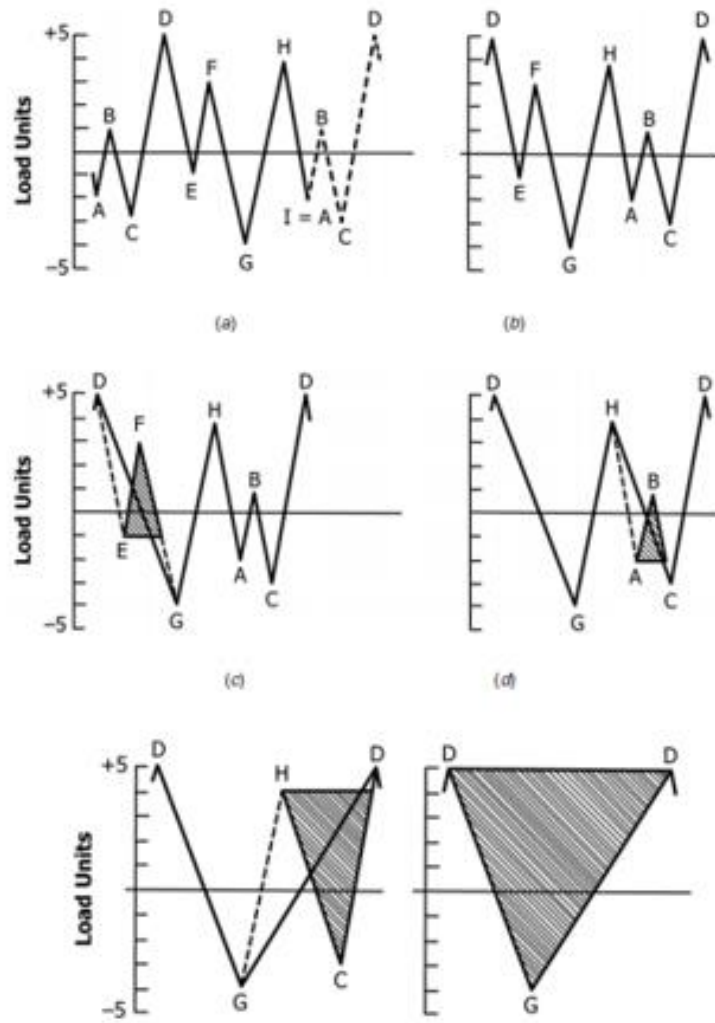 D D D D
+5
H H
F F
B B B
Load Units
A E I = A E A
C C C
G G
−5
(a) (b)
D D D D
+5
F H H
B B
Load Units
E A C A C
G G
−5
(c) (d)
D D D D
+5 H
Load Units
G C G
−5